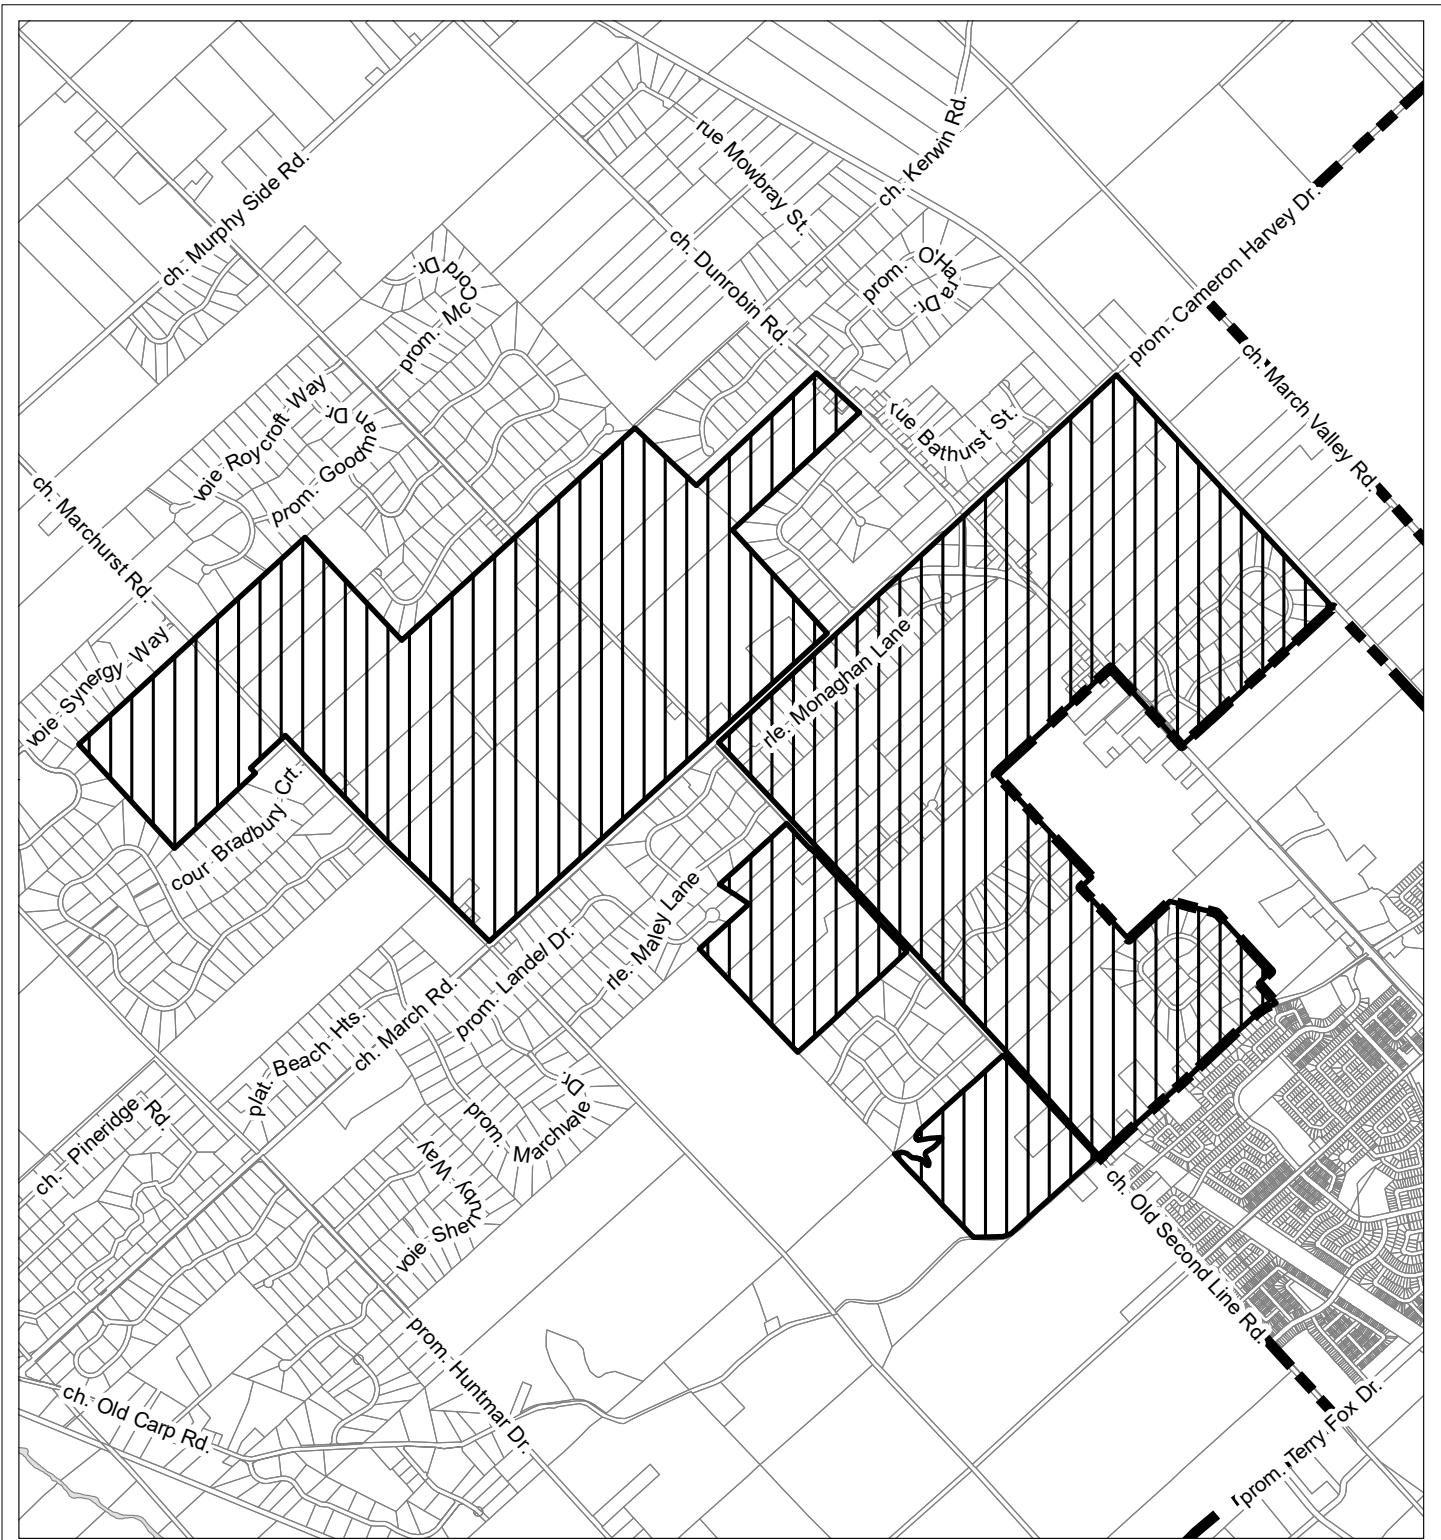 rue Mowbray St.
ch. Kerwin Rd.
ch. Murphy Side Rd.
prom. Cameron Harvey Dr.
ch. Dunrobin Rd.
prom. O'Hara Dr.
prom. McCord Dr.
ch. March Valley Rd.
voie Roycroft Way
prom. Goodman Dr.
rue Bathurst St.
ch. Marchurst Rd.
voie Synergy Way
rle. Monaghan Lane
cour Bradbury Crt.
rle. Maley Lane
prom. Landel Dr.
ch. March Rd.
plat. Beach Hts.
prom. Marchvale Dr.
ch. Pineridge Rd.
voie Sherruby Way
ch. Old Second Line Rd.
prom. Huntmar Dr.
ch. Old Carp Rd.
prom. Terry Fox Dr.